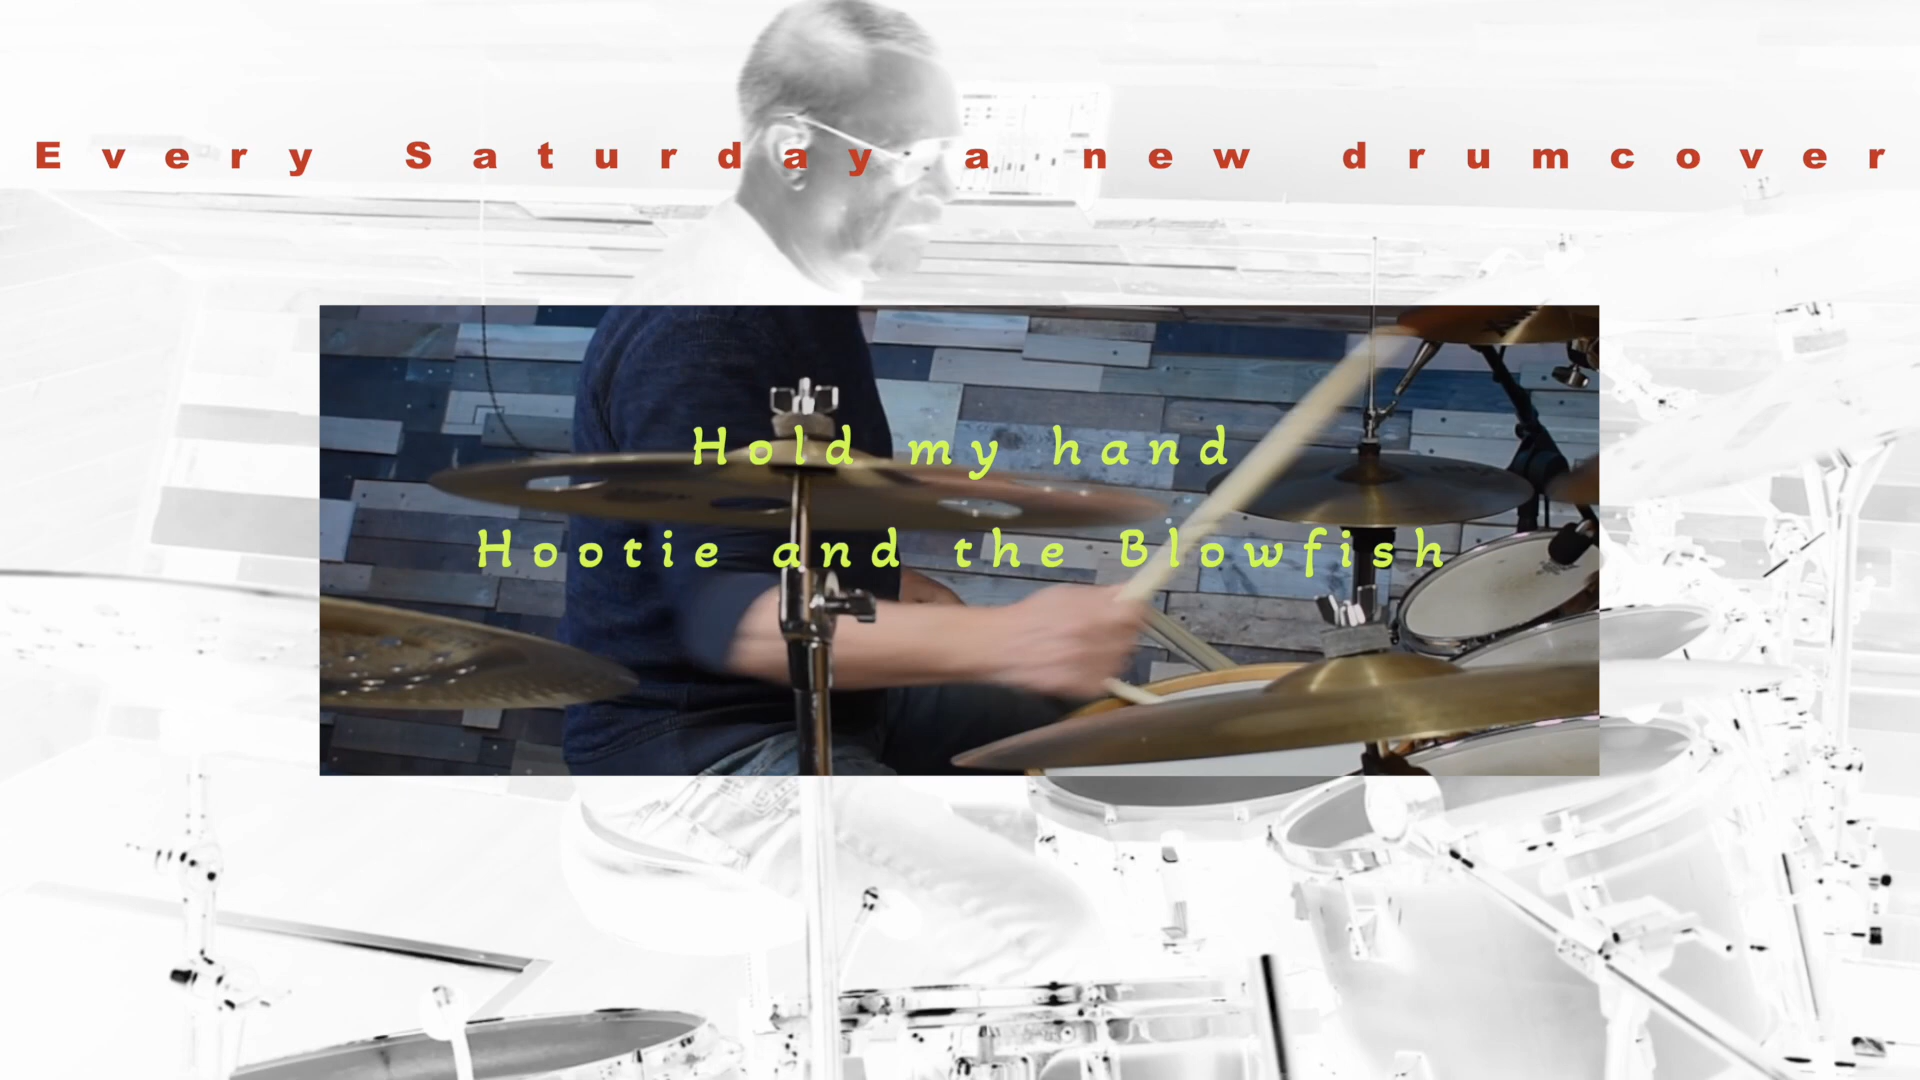 Every Saturday a new drumcover
Hold my hand
Hootie and the Blowfish